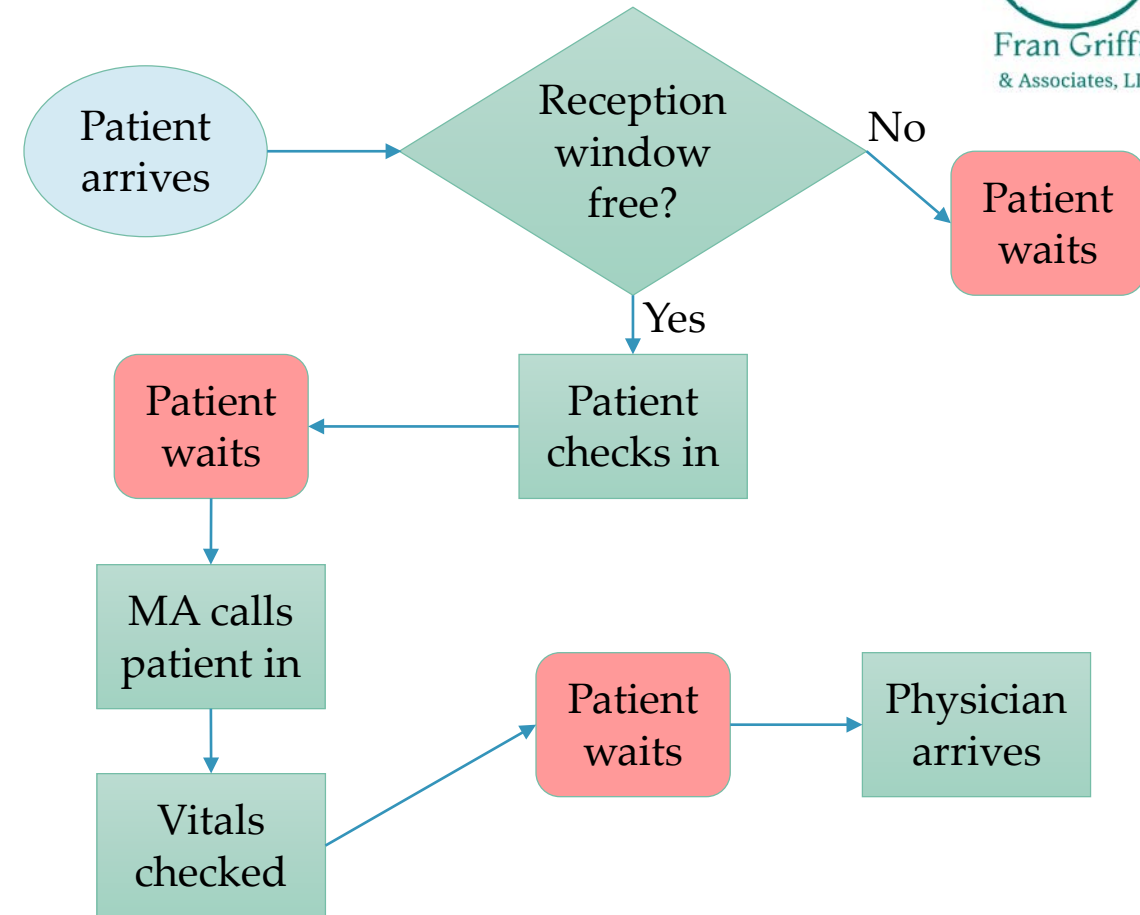 Fran Griff
& Associates, LL
Patient
arrives
Reception
window
free?
No
Patient
waits
Yes
Patient
checks in
Patient
waits
MA calls
patient in
Vitals
checked
Patient
waits
Physician
arrives